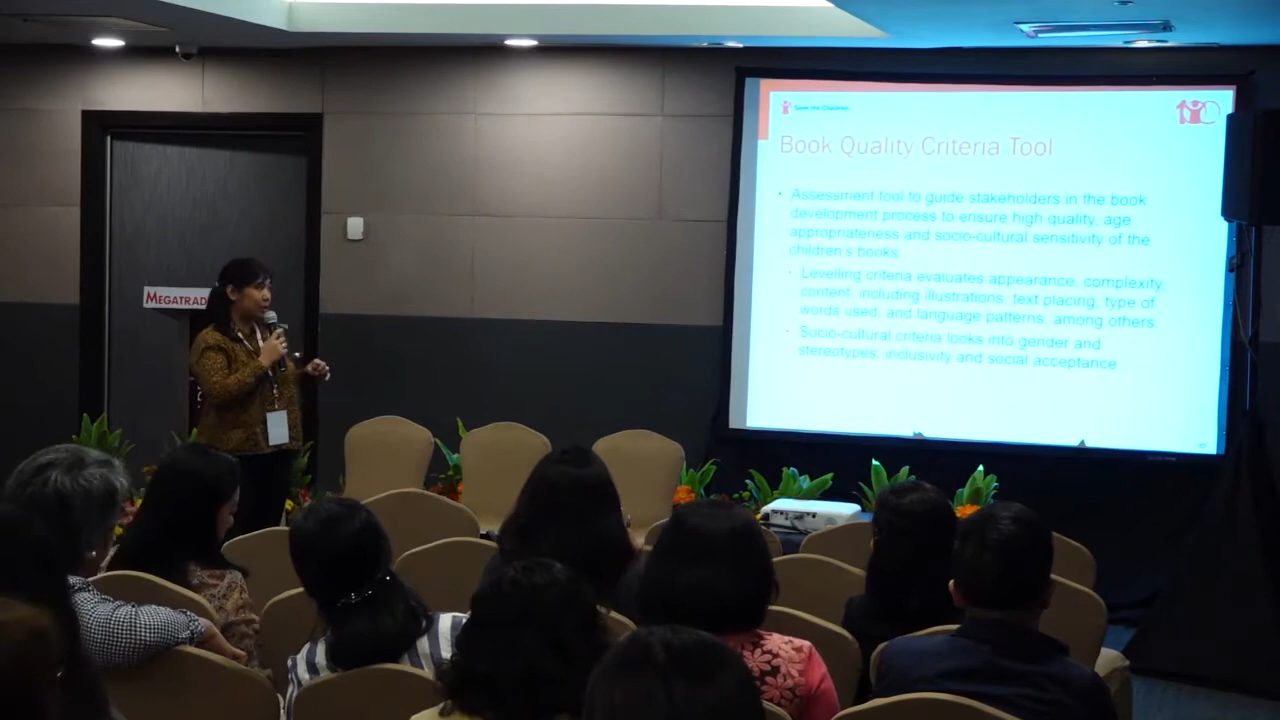 Save the Children
100
Book Quality Criteria Tool
• Assessment tool to guide stakeholders in the book
development process to ensure high quality, age
appropriateness and socio-cultural sensitivity of the
children's books
• Levelling criteria evaluates appearance, complexity,
content, including illustrations, text placing, type of
words used, and language patterns, among others.
• Socio-cultural criteria looks into gender and
stereotypes, inclusivity and social acceptance
MEGATRAD